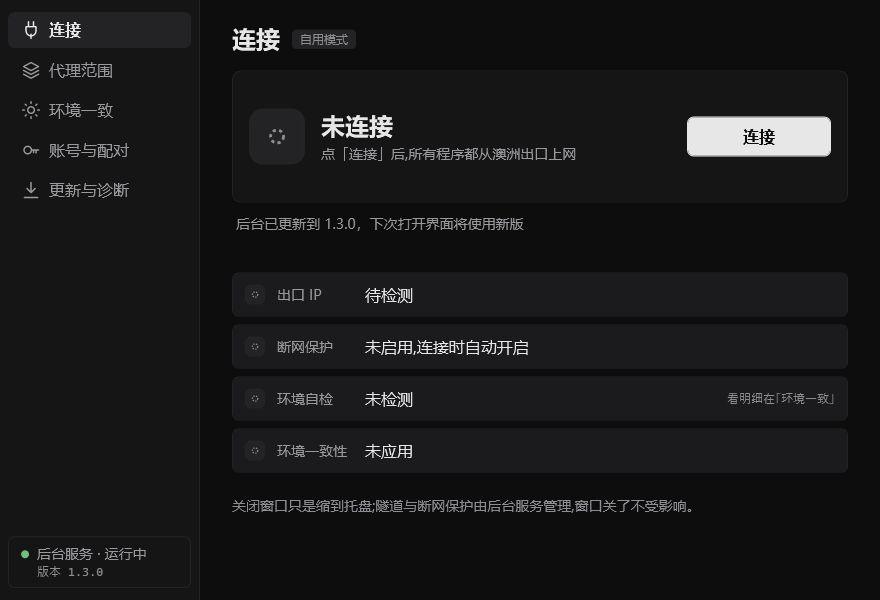 连接
代理范围
环境一致
账号与配对
更新与诊断
后台服务 · 运行中
版本 1.3.0
连接 自用模式
未连接
点「连接」后,所有程序都从澳洲出口上网
连接
后台已更新到 1.3.0，下次打开界面将使用新版
出口 IP 待检测
断网保护 未启用,连接时自动开启
环境自检 未检测 看明细在「环境一致」
环境一致性 未应用
关闭窗口只是缩到托盘;隧道与断网保护由后台服务管理,窗口关了不受影响。